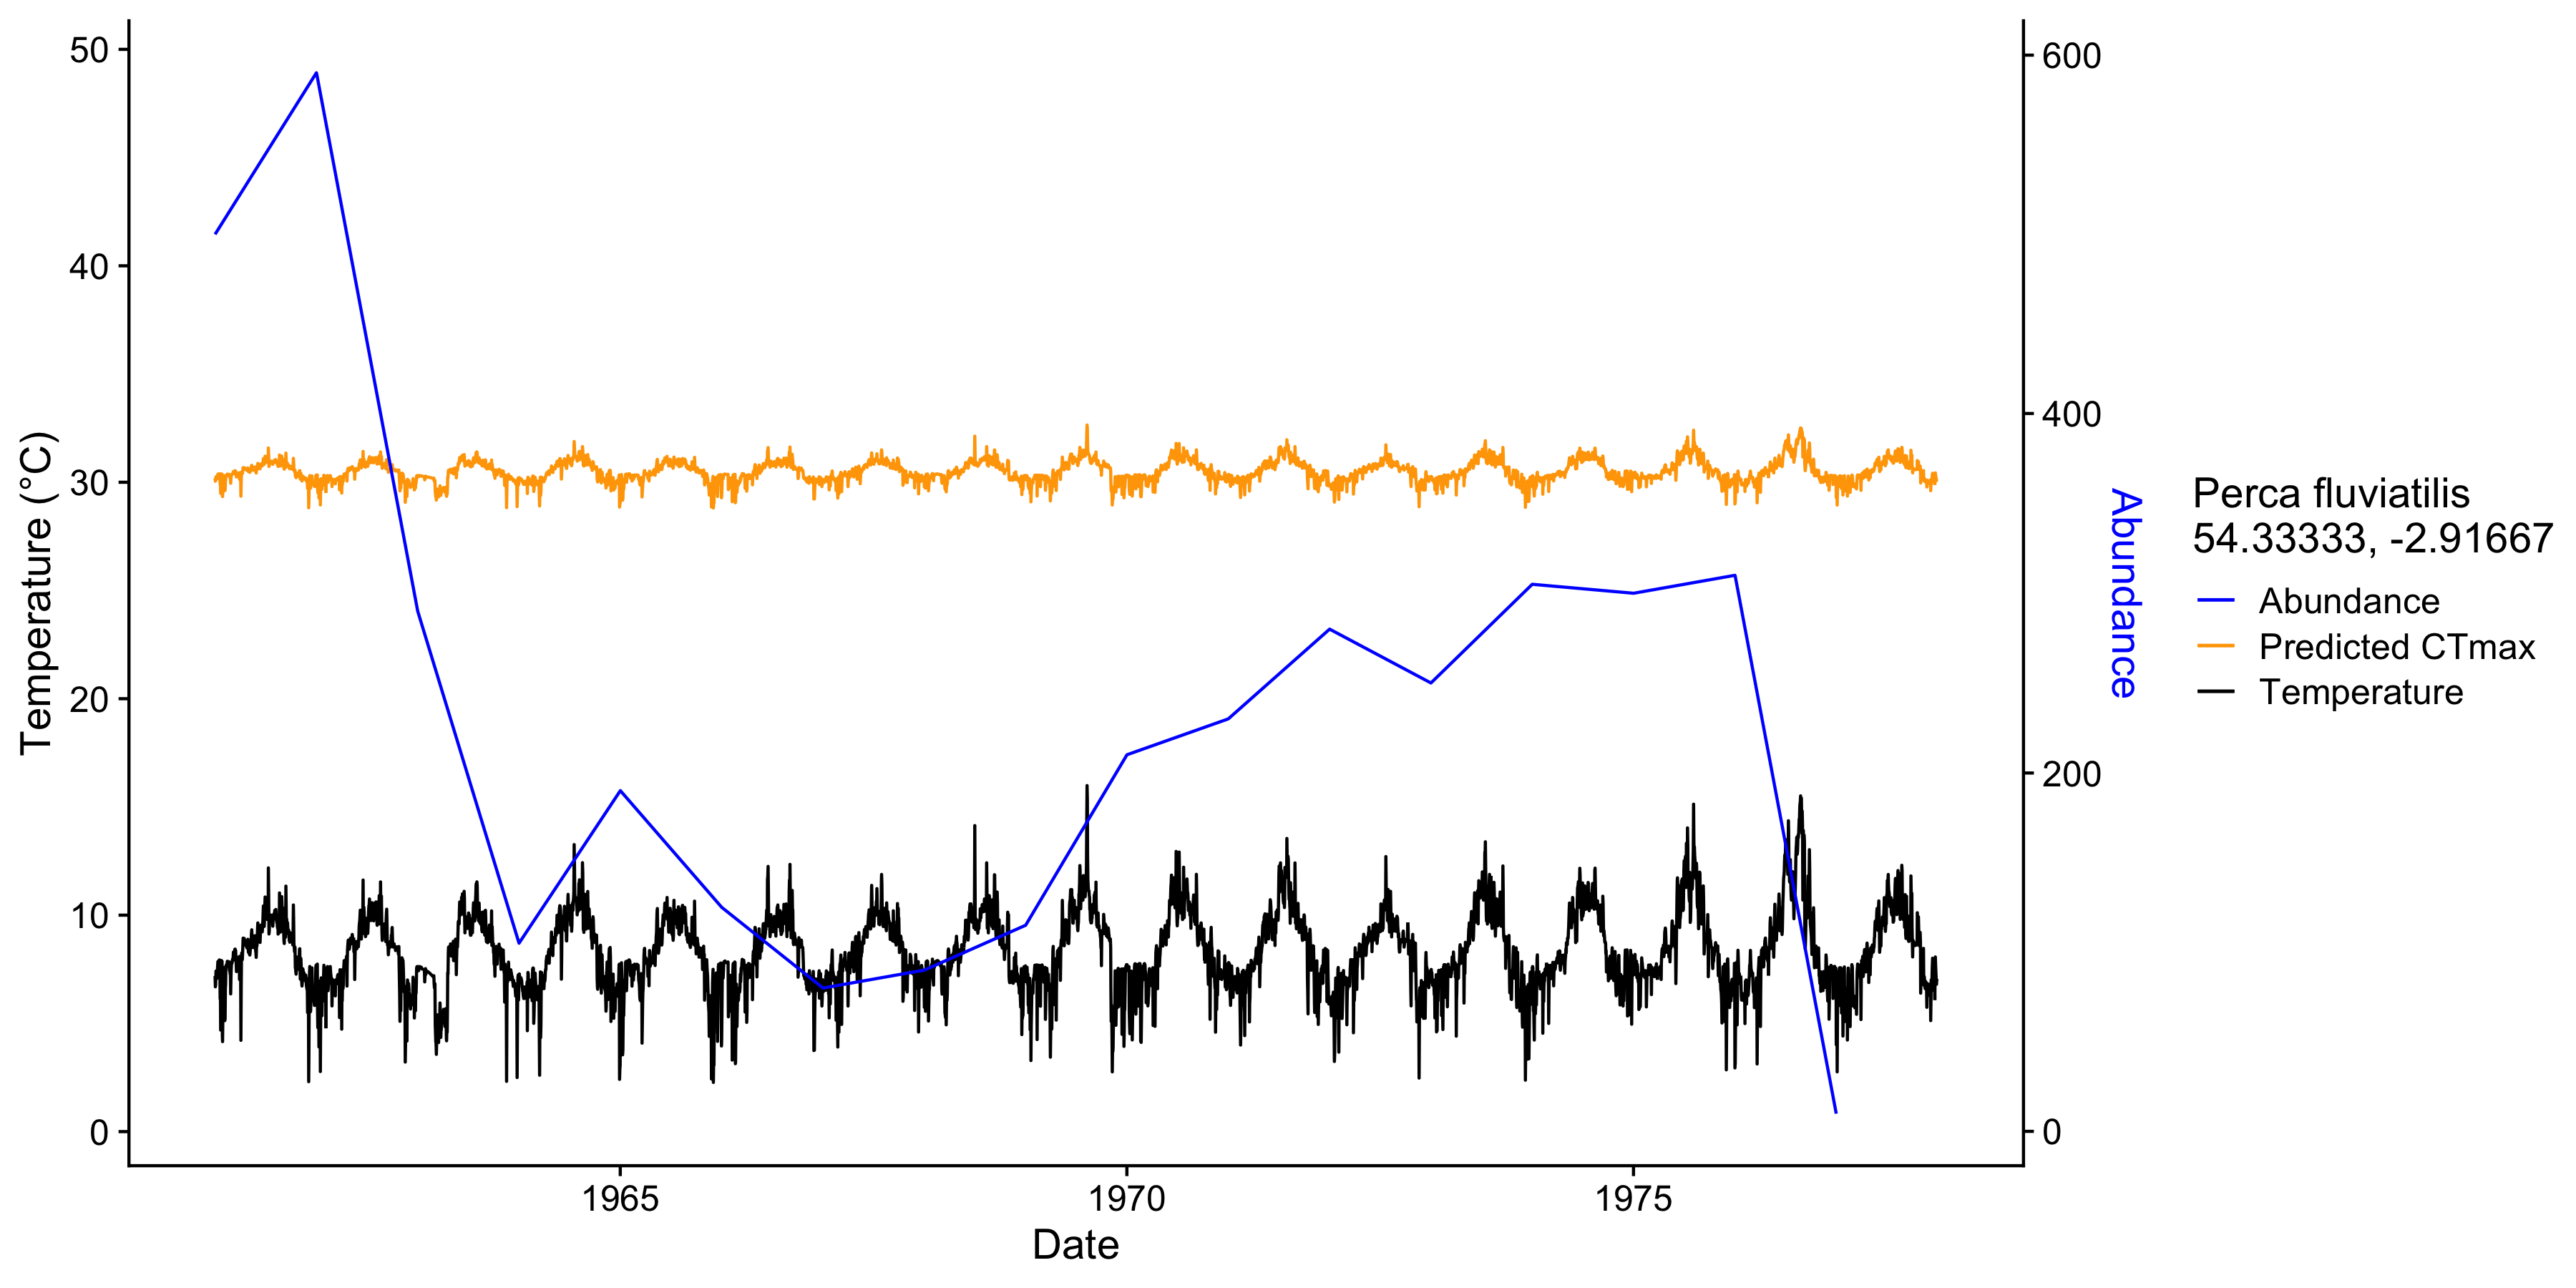 Temperature (°C)
50
40
30
20
10
0
1965
1970
1975
Date
600
400
200
0
Abundance
Perca fluviatilis
54.33333, -2.91667
Abundance
Predicted CTmax
Temperature